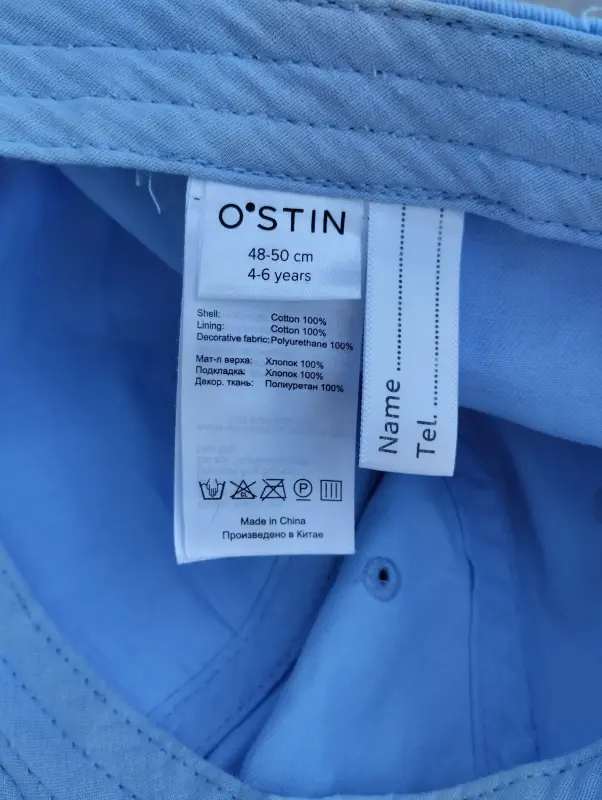 O'STIN
48-50 cm
4-6 years
Shell: Cotton 100%
Lining: Cotton 100%
Decorative fabric: Polyurethane 100%
Мат-л верха: Хлопок 100%
Подкладка: Хлопок 100%
Декор. ткань: Полиуретан 100%
BL
P
Made in China
Произведено в Китае
Name
Tel.